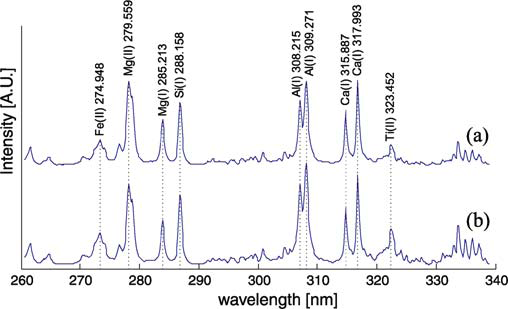 Fe(II) 274.948
Mg(II) 279.559
Mg(I) 285.213
Si(I) 288.158
Al(I) 308.215
Al(I) 309.271
Ca(I) 315.887
Ca(I) 317.993
Ti(II) 323.452
Intensity [A.U.]
(a)
(b)
260 270 280 290 300 310 320 330 340
wavelength [nm]